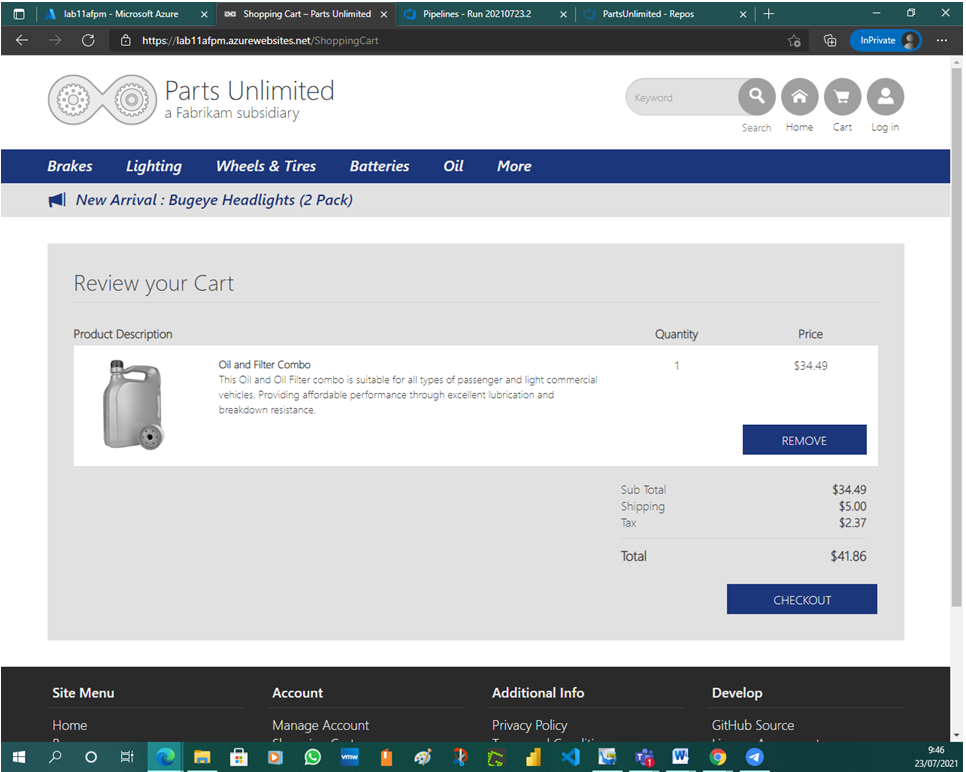 lab11afpm - Microsoft Azure
Shopping Cart – Parts Unlimited
Pipelines - Run 20210723.2
PartsUnlimited - Repos
https://lab11afpm.azurewebsites.net/ShoppingCart
InPrivate
Parts Unlimited
a Fabrikam subsidiary
Keyword
Search
Home
Cart
Log in
Brakes Lighting Wheels & Tires Batteries Oil More
New Arrival : Bugeye Headlights (2 Pack)
Review your Cart
Product Description Quantity Price
Oil and Filter Combo 1 $34.49
This Oil and Oil Filter combo is suitable for all types of passenger and light commercial
vehicles. Providing affordable performance through excellent lubrication and
breakdown resistance.
REMOVE
Sub Total $34.49
Shipping $5.00
Tax $2.37
Total $41.86
CHECKOUT
Site Menu Account Additional Info Develop
Home Manage Account Privacy Policy GitHub Source
vmw
1
9:46
23/07/2021